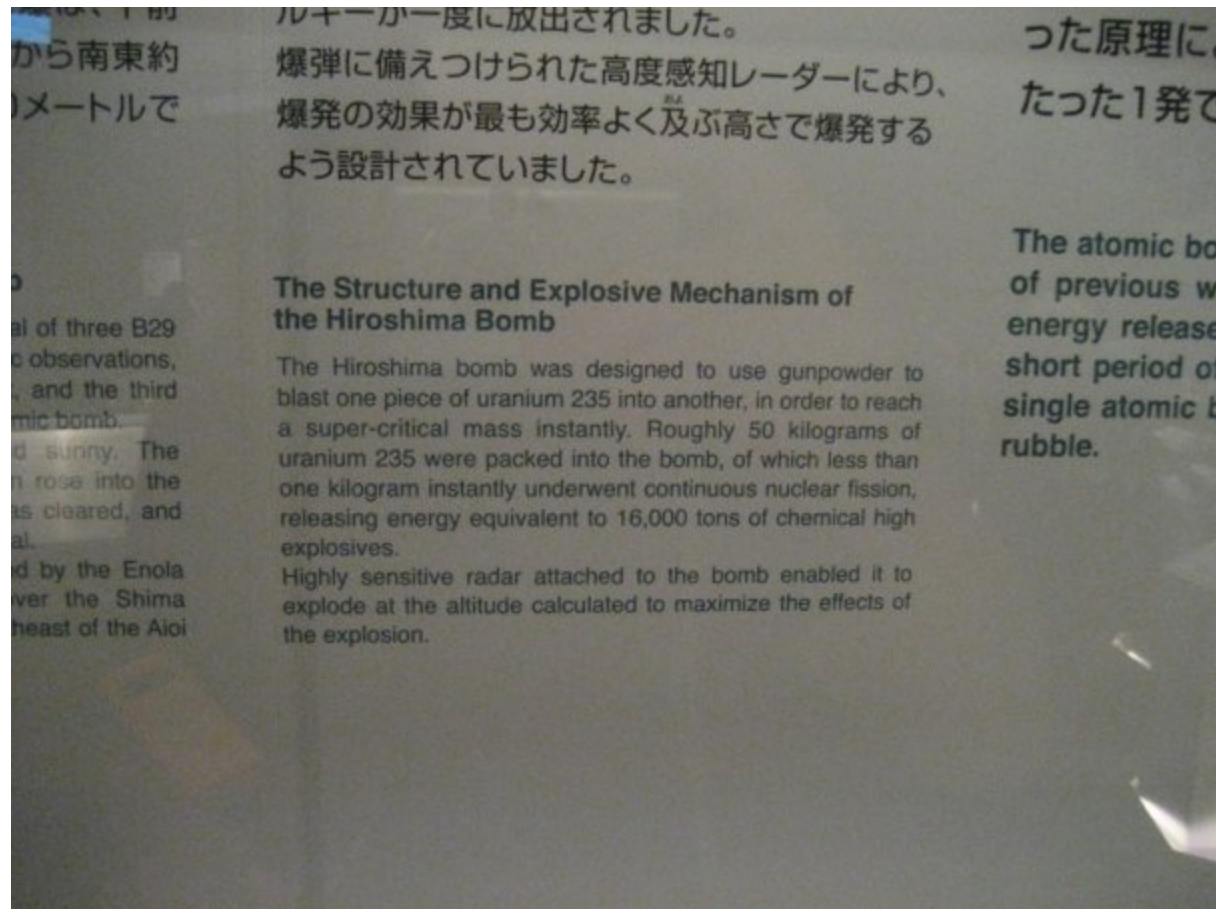 から南東約
メートルで
ルギーが一度に放出されました。
爆弾に備えつけられた高度感知レーダーにより、
爆発の効果が最も効率よく及ぶ高さで爆発する
よう設計されていました。
った原理に
たった1発で
al of three B29
c observations,
, and the third
mic bomb.
d sunny. The
n rose into the
as cleared, and
al.
ed by the Enola
ver the Shima
heast of the Aioi
The Structure and Explosive Mechanism of
the Hiroshima Bomb
The Hiroshima bomb was designed to use gunpowder to
blast one piece of uranium 235 into another, in order to reach
a super-critical mass instantly. Roughly 50 kilograms of
uranium 235 were packed into the bomb, of which less than
one kilogram instantly underwent continuous nuclear fission,
releasing energy equivalent to 16,000 tons of chemical high
explosives.
Highly sensitive radar attached to the bomb enabled it to
explode at the altitude calculated to maximize the effects of
the explosion.
The atomic bo
of previous w
energy release
short period of
single atomic b
rubble.